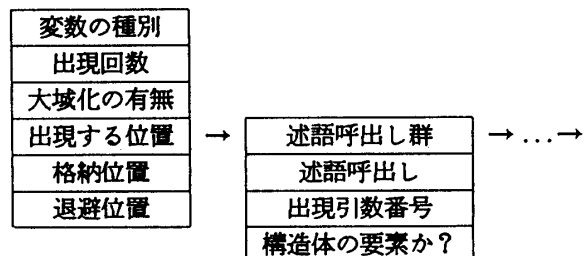 変数の種別
出現回数
大域化の有無
出現する位置 → 述語呼出し群 → ... →
格納位置 述語呼出し
退避位置 出現引数番号
構造体の要素か？